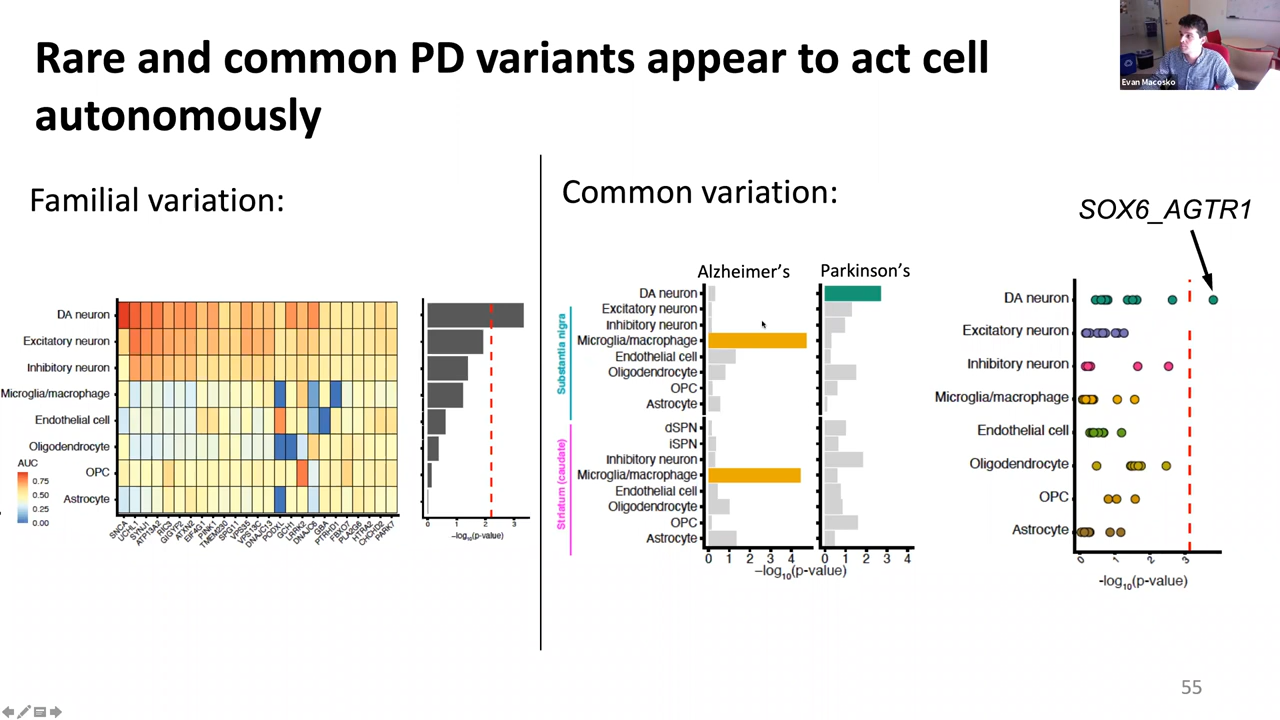 Rare and common PD variants appear to act cell
autonomously
Evan Macosko
Familial variation:
DA neuron
Excitatory neuron
Inhibitory neuron
Microglia/macrophage
Endothelial cell
Oligodendrocyte
OPC
Astrocyte
AUC
0.75
0.50
0.25
0.00
SNCA
UCHL1
SYNJ1
ATP13A2
RIC3
GIGYF2
ATXN2
EIF4G1
PINK1
TMEM230
SPG11
VPS35
VPS13C
DNAJC13
PODXL
GCH1
LRRK2
DNAJC6
GBA
PTRHD1
FBXO7
PLA2G6
HTRA2
CHCHD2
PARK7
0 1 2 3
−log10(p-value)
Common variation:
Alzheimer's
Parkinson's
Substantia nigra
DA neuron
Excitatory neuron
Inhibitory neuron
Microglia/macrophage
Endothelial cell
Oligodendrocyte
OPC
Astrocyte
Striatum (caudate)
dSPN
iSPN
Inhibitory neuron
Microglia/macrophage
Endothelial cell
Oligodendrocyte
OPC
Astrocyte
0 1 2 3 4
0 1 2 3 4
−log10(p-value)
SOX6_AGTR1
DA neuron
Excitatory neuron
Inhibitory neuron
Microglia/macrophage
Endothelial cell
Oligodendrocyte
OPC
Astrocyte
0 1 2 3
-log10(p-value)
55